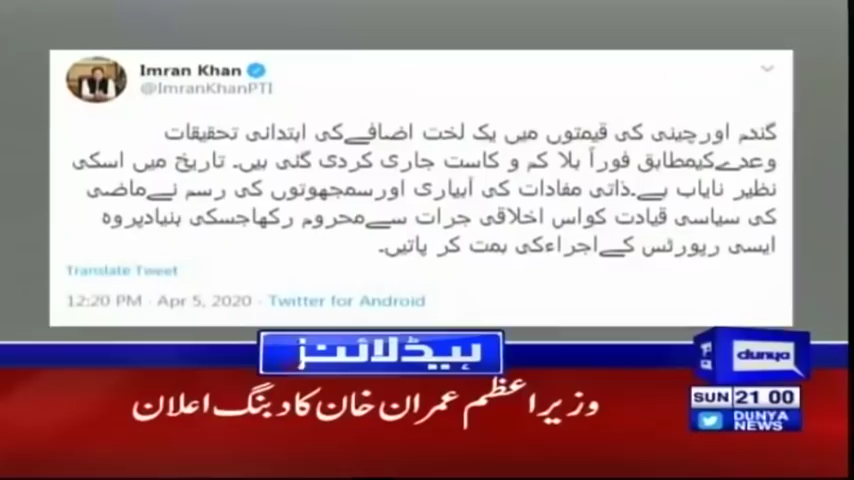 Imran Khan
@ImranKhanPTI
گندم اورچینی کی قیمتوں میں یک لخت اضافےکی ابتدائی تحقیقات
وعدےکیمطابق فوراً بلا کم و کاست جاری کردی گئی ہیں۔ تاریخ میں اسکی
نظیر نایاب ہے۔ذاتی مفادات کی آبیاری اورسمجھوتوں کی رسم نےماضی
کی سیاسی قیادت کواس اخلاقی جرات سےمحروم رکھاجسکی بنیادپروہ
ایسی رپورٹس کےاجراءکی ہمت کر پاتیں۔
Translate Tweet
12:20 PM · Apr 5, 2020 · Twitter for Android
ہیڈلائنز
dunya
وزیراعظم عمران خان کا دبنگ اعلان
SUN 21 00
DUNYA
NEWS